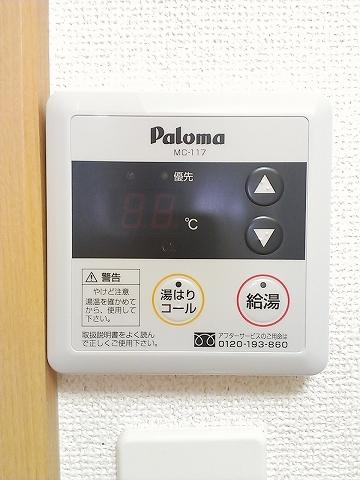 Paloma
MC-117
優先
℃
警告
やけど注意
湯温を確かめて
から、使用して
下さい。
取扱説明書をよく読ん
で正しくご使用下さい。
湯はり
コール
給湯
アフターサービスのご用命は
0120-193-860